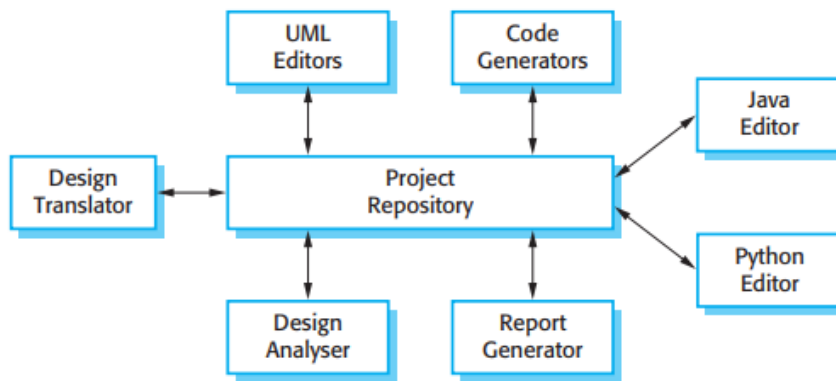 UML
Editors
Code
Generators
Java
Editor
Design
Translator
Project
Repository
Python
Editor
Design
Analyser
Report
Generator